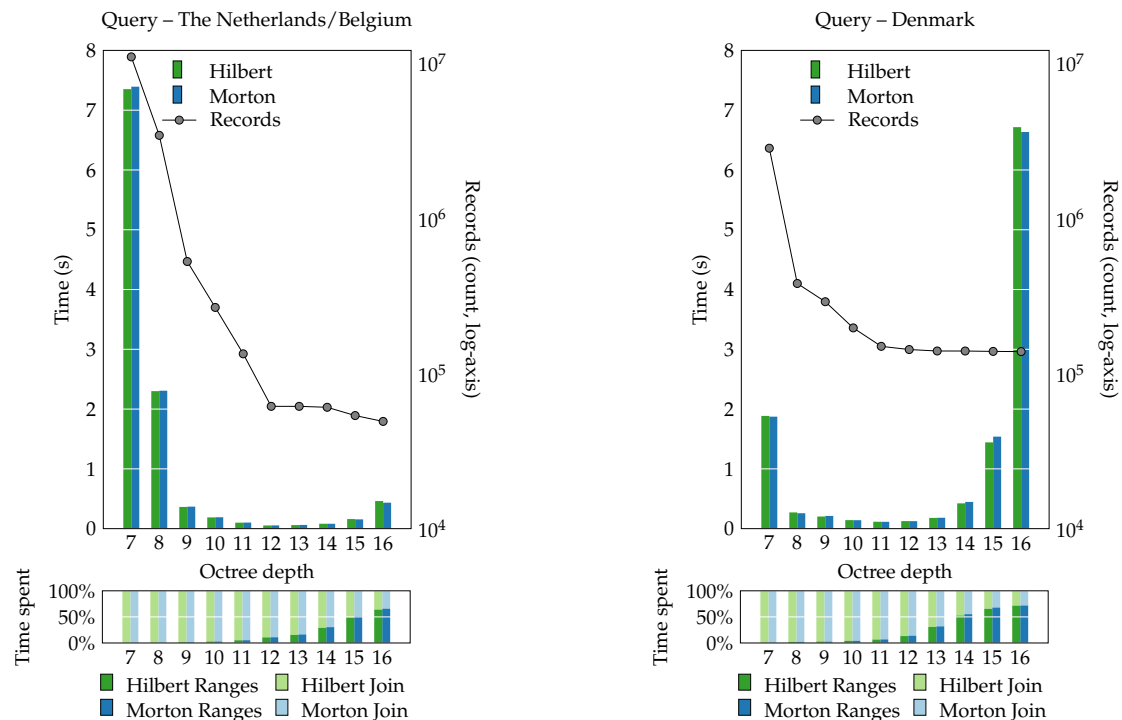 Query – The Netherlands/Belgium
8
7
6
5
4
3
2
1
0
Time (s)
Hilbert
Morton
Records
10^7
10^6
10^5
10^4
Records (count, log-axis)
7 8 9 10 11 12 13 14 15 16
Octree depth
Time spent
100%
50%
0%
7 8 9 10 11 12 13 14 15 16
Hilbert Ranges Hilbert Join
Morton Ranges Morton Join
Query – Denmark
8
7
6
5
4
3
2
1
0
Time (s)
Hilbert
Morton
Records
10^7
10^6
10^5
10^4
Records (count, log-axis)
7 8 9 10 11 12 13 14 15 16
Octree depth
Time spent
100%
50%
0%
7 8 9 10 11 12 13 14 15 16
Hilbert Ranges Hilbert Join
Morton Ranges Morton Join